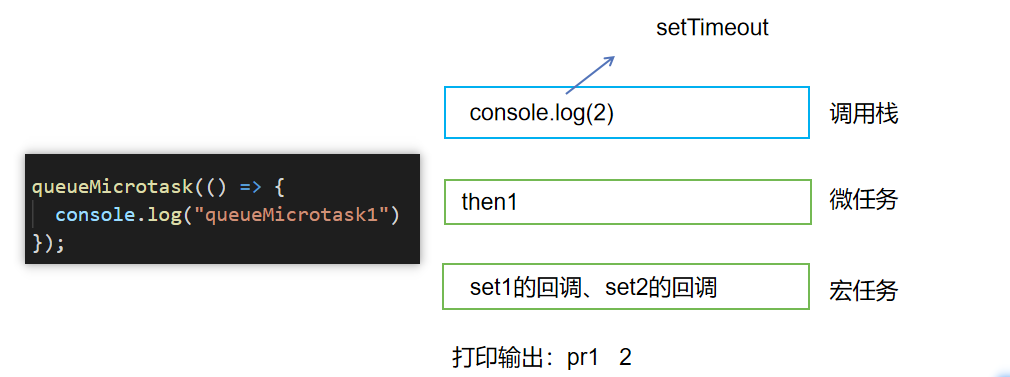 setTimeout
console.log(2)
调用栈
queueMicrotask(() => {
console.log("queueMicrotask1")
});
then1
微任务
set1的回调、set2的回调
宏任务
打印输出：pr1 2